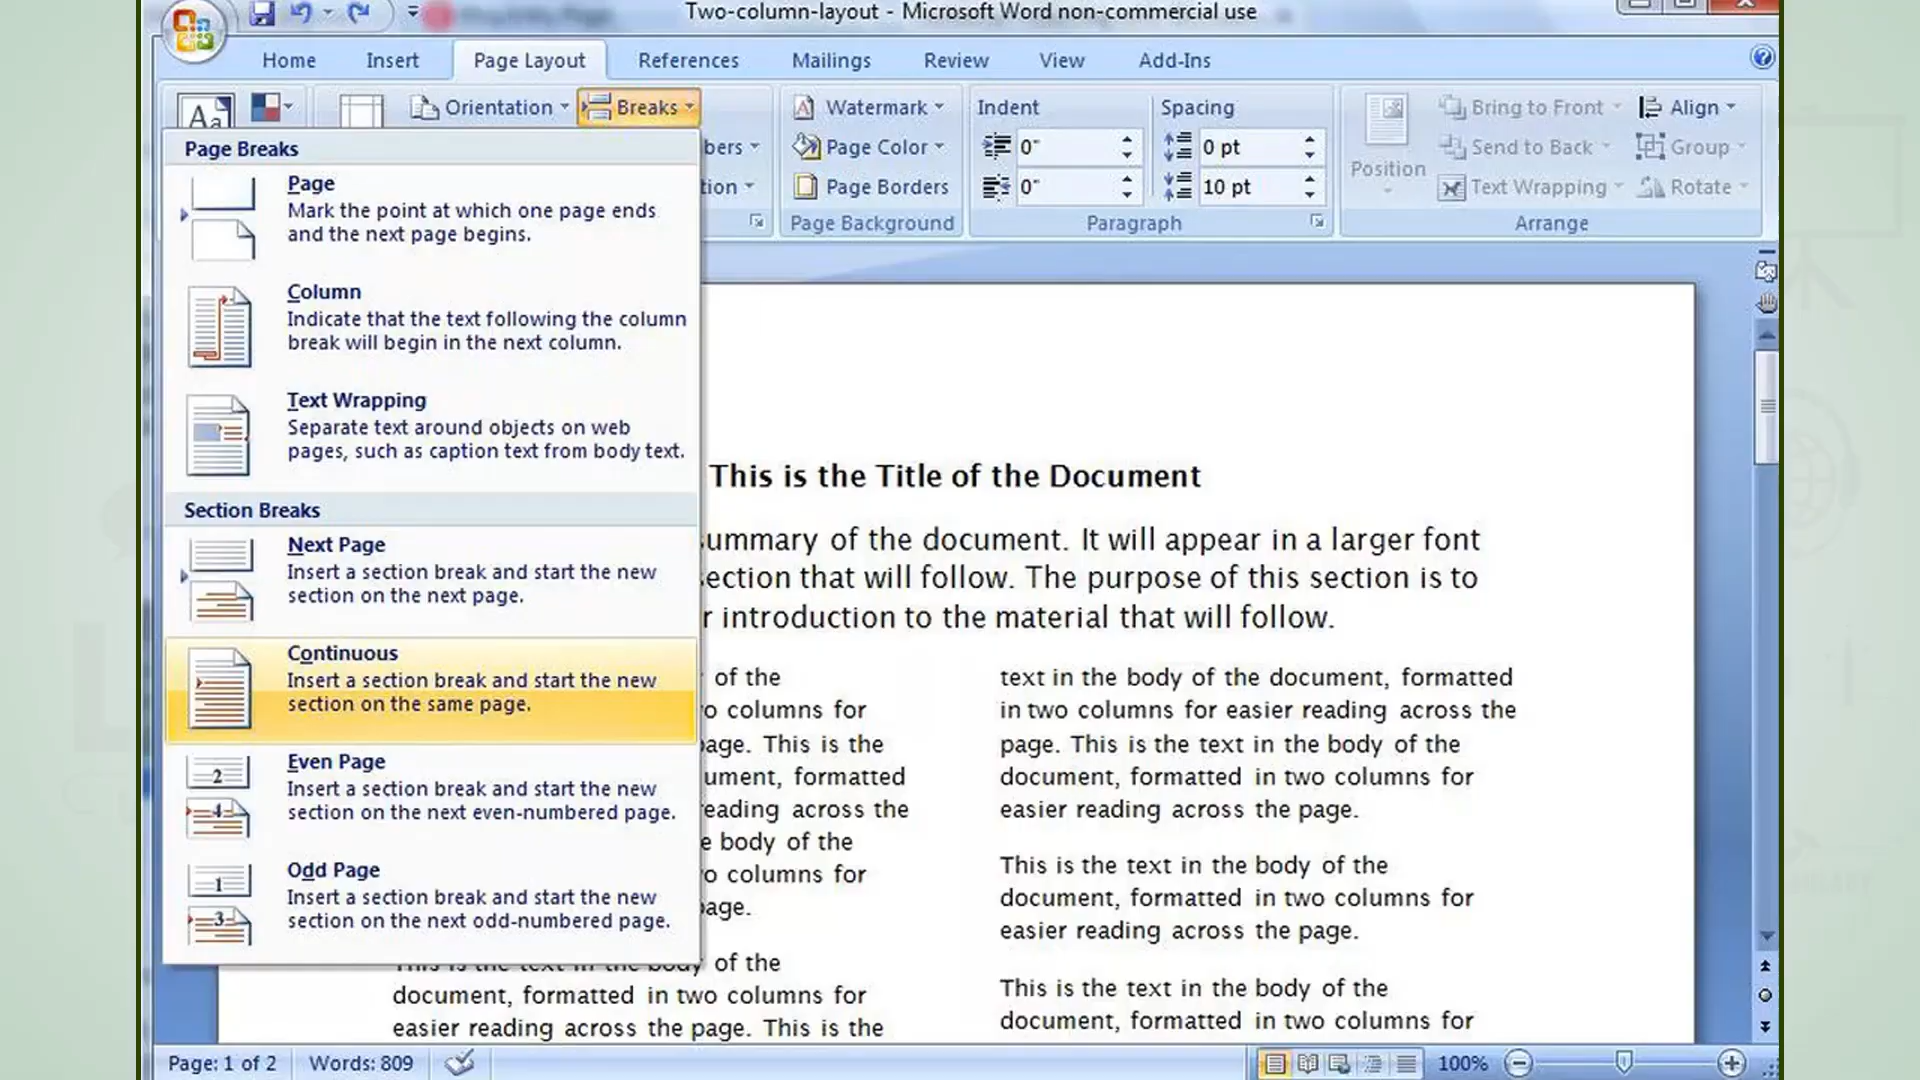 Two-column-layout - Microsoft Word non-commercial use
Home Insert Page Layout References Mailings Review View Add-Ins
Aa Orientation Breaks Watermark Indent Spacing Bring to Front Align
bers Page Color 0" 0 pt Position Send to Back Group
tion Page Borders 0" 10 pt Text Wrapping Rotate
Page Background Paragraph Arrange
Page Breaks
Page
Mark the point at which one page ends
and the next page begins.
Column
Indicate that the text following the column
break will begin in the next column.
Text Wrapping
Separate text around objects on web
pages, such as caption text from body text.
Section Breaks
Next Page
Insert a section break and start the new
section on the next page.
Continuous
Insert a section break and start the new
section on the same page.
2
4
Even Page
Insert a section break and start the new
section on the next even-numbered page.
1
3
Odd Page
Insert a section break and start the new
section on the next odd-numbered page.
This is the Title of the Document
summary of the document. It will appear in a larger font
section that will follow. The purpose of this section is to
r introduction to the material that will follow.
of the
o columns for
age. This is the
ument, formatted
eading across the
e body of the
o columns for
age.
This is the text in the body of the
document, formatted in two columns for
easier reading across the page. This is the
text in the body of the document, formatted
in two columns for easier reading across the
page. This is the text in the body of the
document, formatted in two columns for
easier reading across the page.
This is the text in the body of the
document, formatted in two columns for
easier reading across the page.
This is the text in the body of the
document, formatted in two columns for
Page: 1 of 2 Words: 809 100%